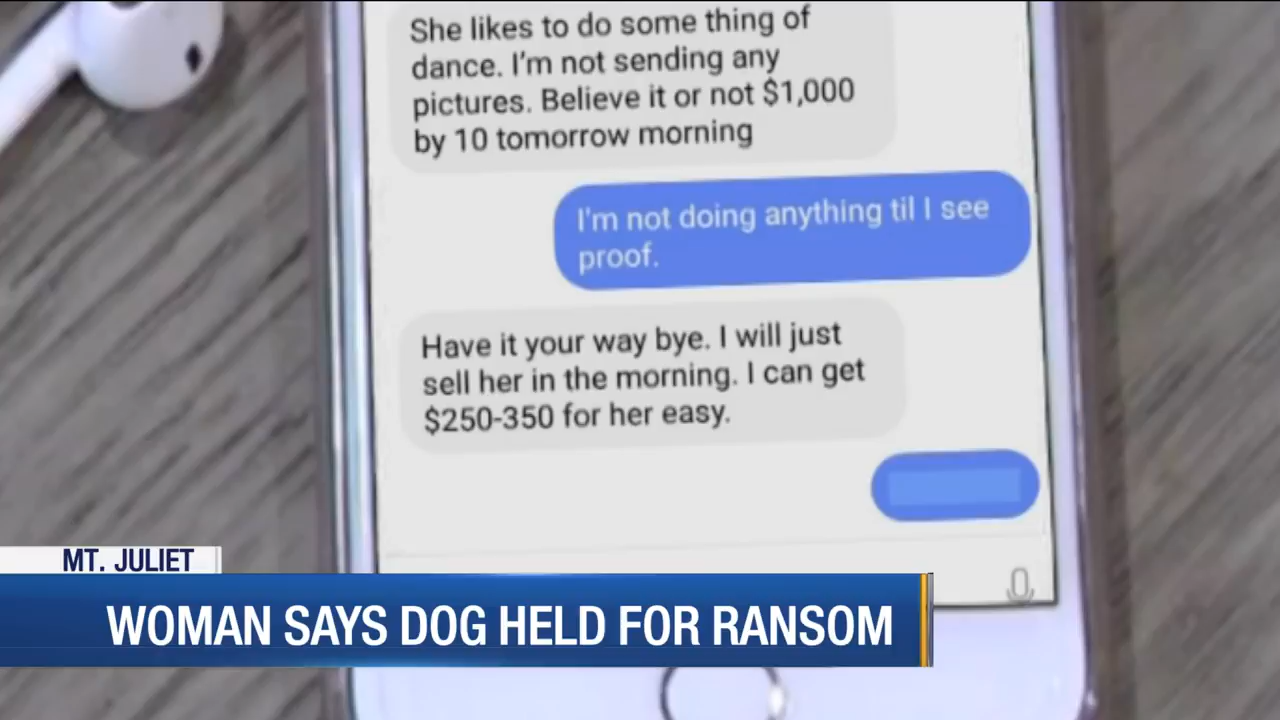 She likes to do some thing of
dance. I'm not sending any
pictures. Believe it or not $1,000
by 10 tomorrow morning
I'm not doing anything til I see
proof.
Have it your way bye. I will just
sell her in the morning. I can get
$250-350 for her easy.
MT. JULIET
WOMAN SAYS DOG HELD FOR RANSOM